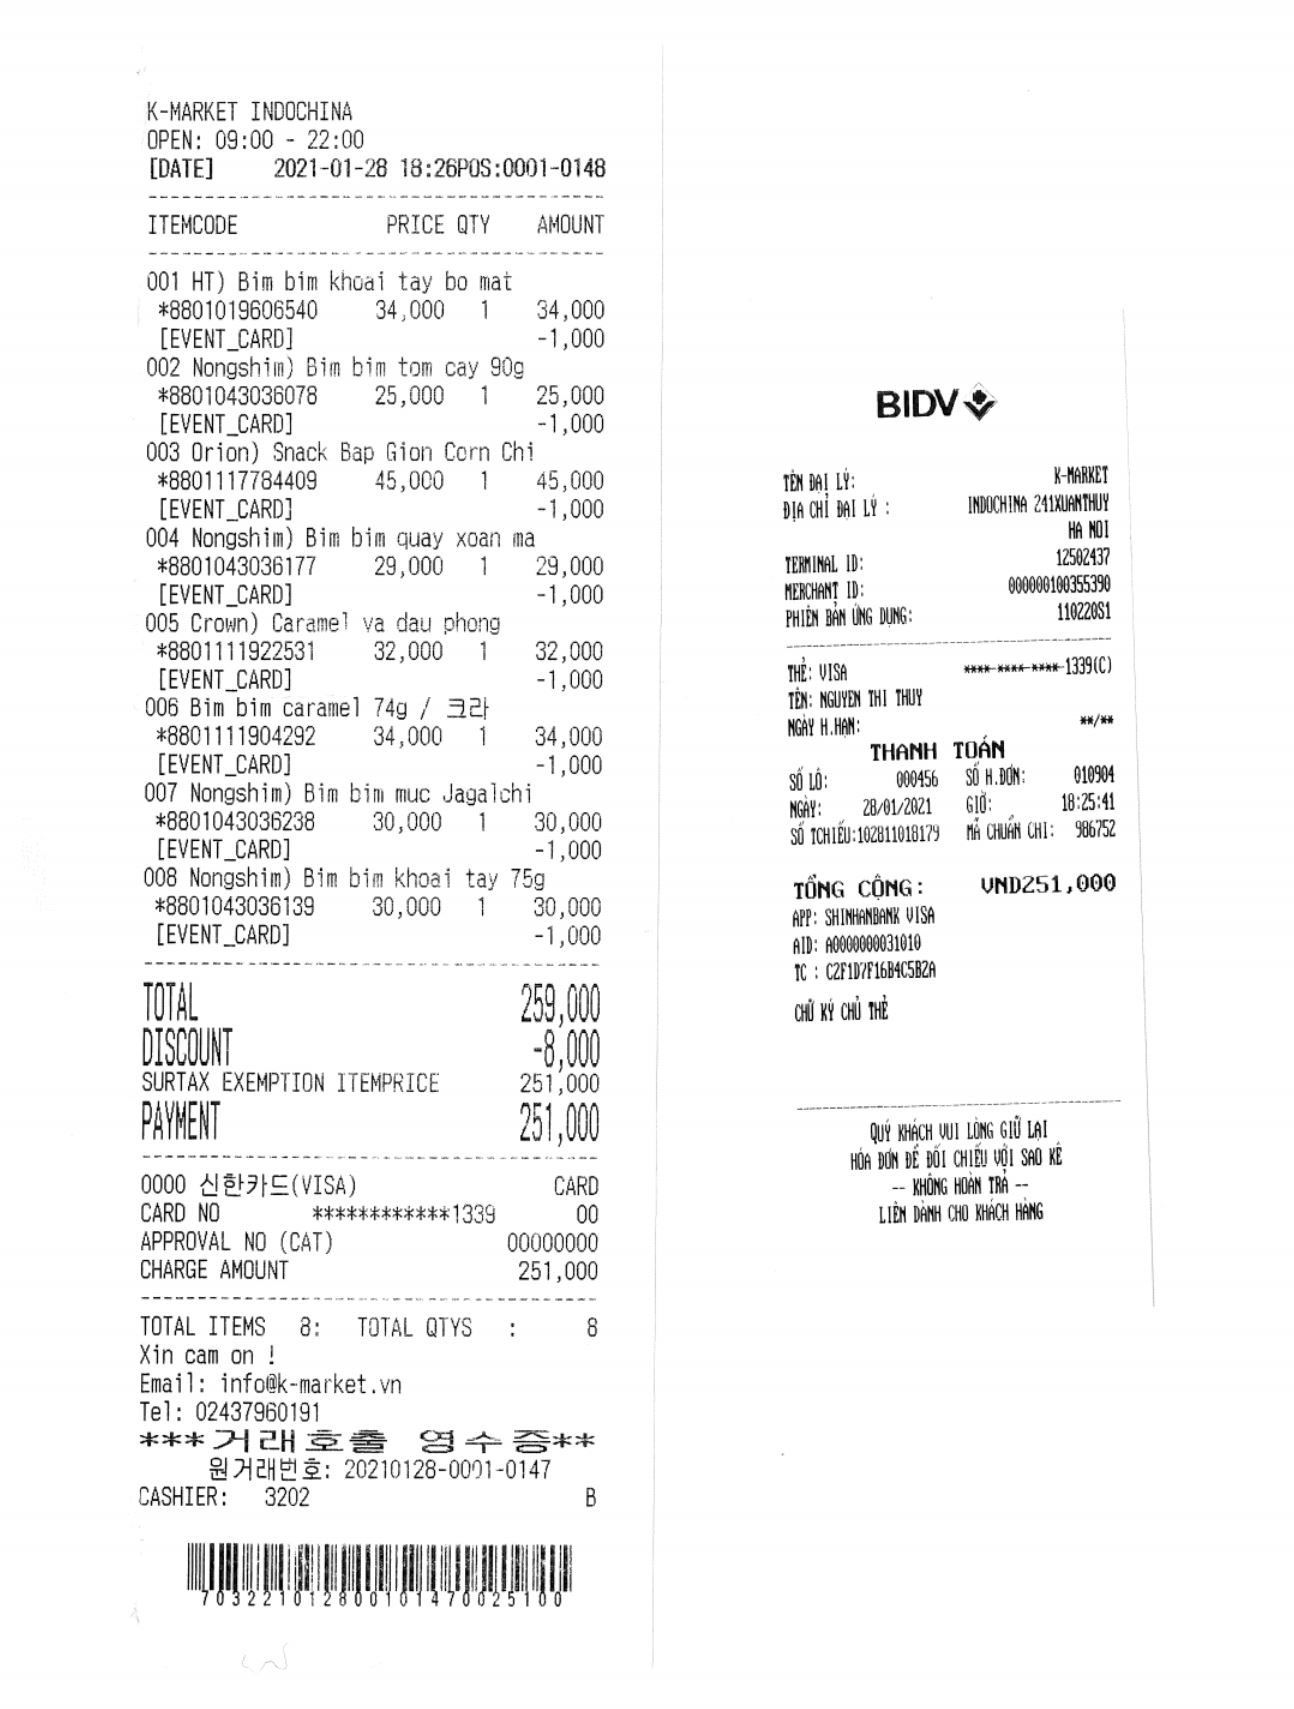 K-MARKET INDOCHINA
OPEN: 09:00 - 22:00
[DATE] 2021-01-28 18:26POS:0001-0148
ITEMCODE PRICE QTY AMOUNT
001 HT) Bim bim khoai tay bo mat
*8801019606540 34,000 1 34,000
[EVENT_CARD] -1,000
002 Nongshim) Bim bim tom cay 90g
*8801043036078 25,000 1 25,000
[EVENT_CARD] -1,000
003 Orion) Snack Bap Gion Corn Chi
*8801117784409 45,000 1 45,000
[EVENT_CARD] -1,000
004 Nongshim) Bim bim quay xoan ma
*8801043036177 29,000 1 29,000
[EVENT_CARD] -1,000
005 Crown) Caramel va dau phong
*8801111922531 32,000 1 32,000
[EVENT_CARD] -1,000
006 Bim bim caramel 74g / 크라
*8801111904292 34,000 1 34,000
[EVENT_CARD] -1,000
007 Nongshim) Bim bim muc Jagalchi
*8801043036238 30,000 1 30,000
[EVENT_CARD] -1,000
008 Nongshim) Bim bim khoai tay 75g
*8801043036139 30,000 1 30,000
[EVENT_CARD] -1,000
TOTAL 259,000
DISCOUNT -8,000
SURTAX EXEMPTION ITEMPRICE 251,000
PAYMENT 251,000
0000 신한카드(VISA) CARD
CARD NO ************1339 00
APPROVAL NO (CAT) 00000000
CHARGE AMOUNT 251,000
TOTAL ITEMS 8: TOTAL QTYS : 8
Xin cam on !
Email: info@k-market.vn
Tel: 02437960191
***거래호출 영수증**
원거래번호: 20210128-0001-0147
CASHIER: 3202 B
7032210128001014700251 00
BIDV
TÊN ĐẠI LÝ: K-MARKET
ĐỊA CHỈ ĐẠI LÝ : INDOCHINA 241XUANTHUY
HA NOI
TERMINAL ID: 12502437
MERCHANT ID: 000000100355390
PHIÊN BẢN ỨNG DỤNG: 110220S1
THẺ: VISA **** **** **** 1339(C)
TÊN: NGUYEN THI THUY
NGÀY H.HẠN: **/**
THANH TOÁN
SỐ LÔ: 000456 SỐ H.ĐƠN: 010904
NGÀY: 28/01/2021 GIỜ: 18:25:41
SỐ TCHIẾU:102811018179 MÃ CHUẨN CHI: 986752
TỔNG CỘNG: VND251,000
APP: SHINHANBANK VISA
AID: A0000000031010
TC : C2F1D7F16B4C5B2A
CHỮ KÝ CHỦ THẺ
QUÝ KHÁCH VUI LÒNG GIỮ LẠI
HÓA ĐƠN ĐỂ ĐỐI CHIẾU VỚI SAO KÊ
-- KHÔNG HOÀN TRẢ --
LIÊN DÀNH CHO KHÁCH HÀNG